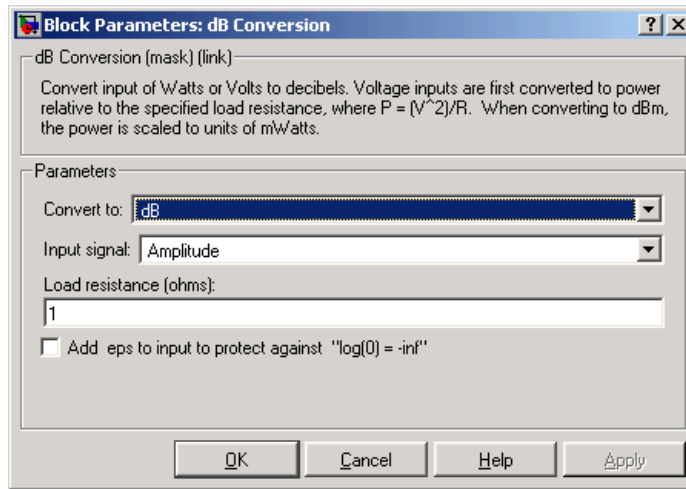 Block Parameters: dB Conversion
dB Conversion (mask) (link)
Convert input of Watts or Volts to decibels. Voltage inputs are first converted to power
relative to the specified load resistance, where P = (V^2)/R.  When converting to dBm,
the power is scaled to units of mWatts.
Parameters
Convert to: dB
Input signal: Amplitude
Load resistance (ohms):
1
Add  eps to input to protect against  "log(0) = -inf"
OK Cancel Help Apply